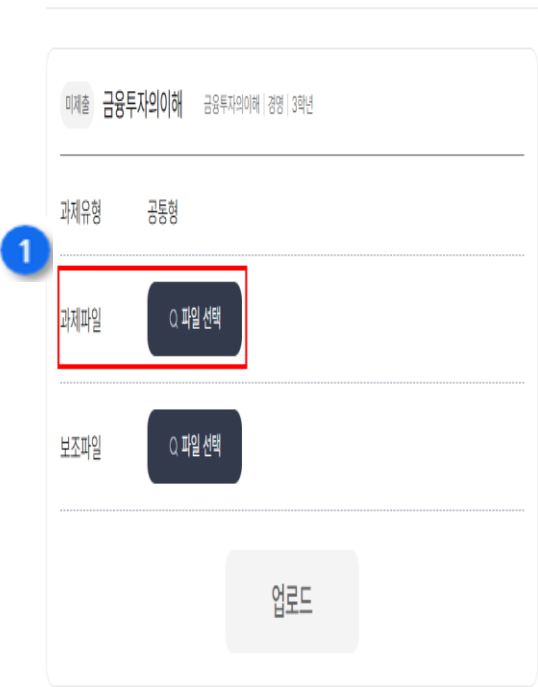 미제출 금융투자의이해 금융투자의이해 | 경영 | 3학년
과제유형 공통형
1
과제파일 파일 선택
보조파일 파일 선택
업로드